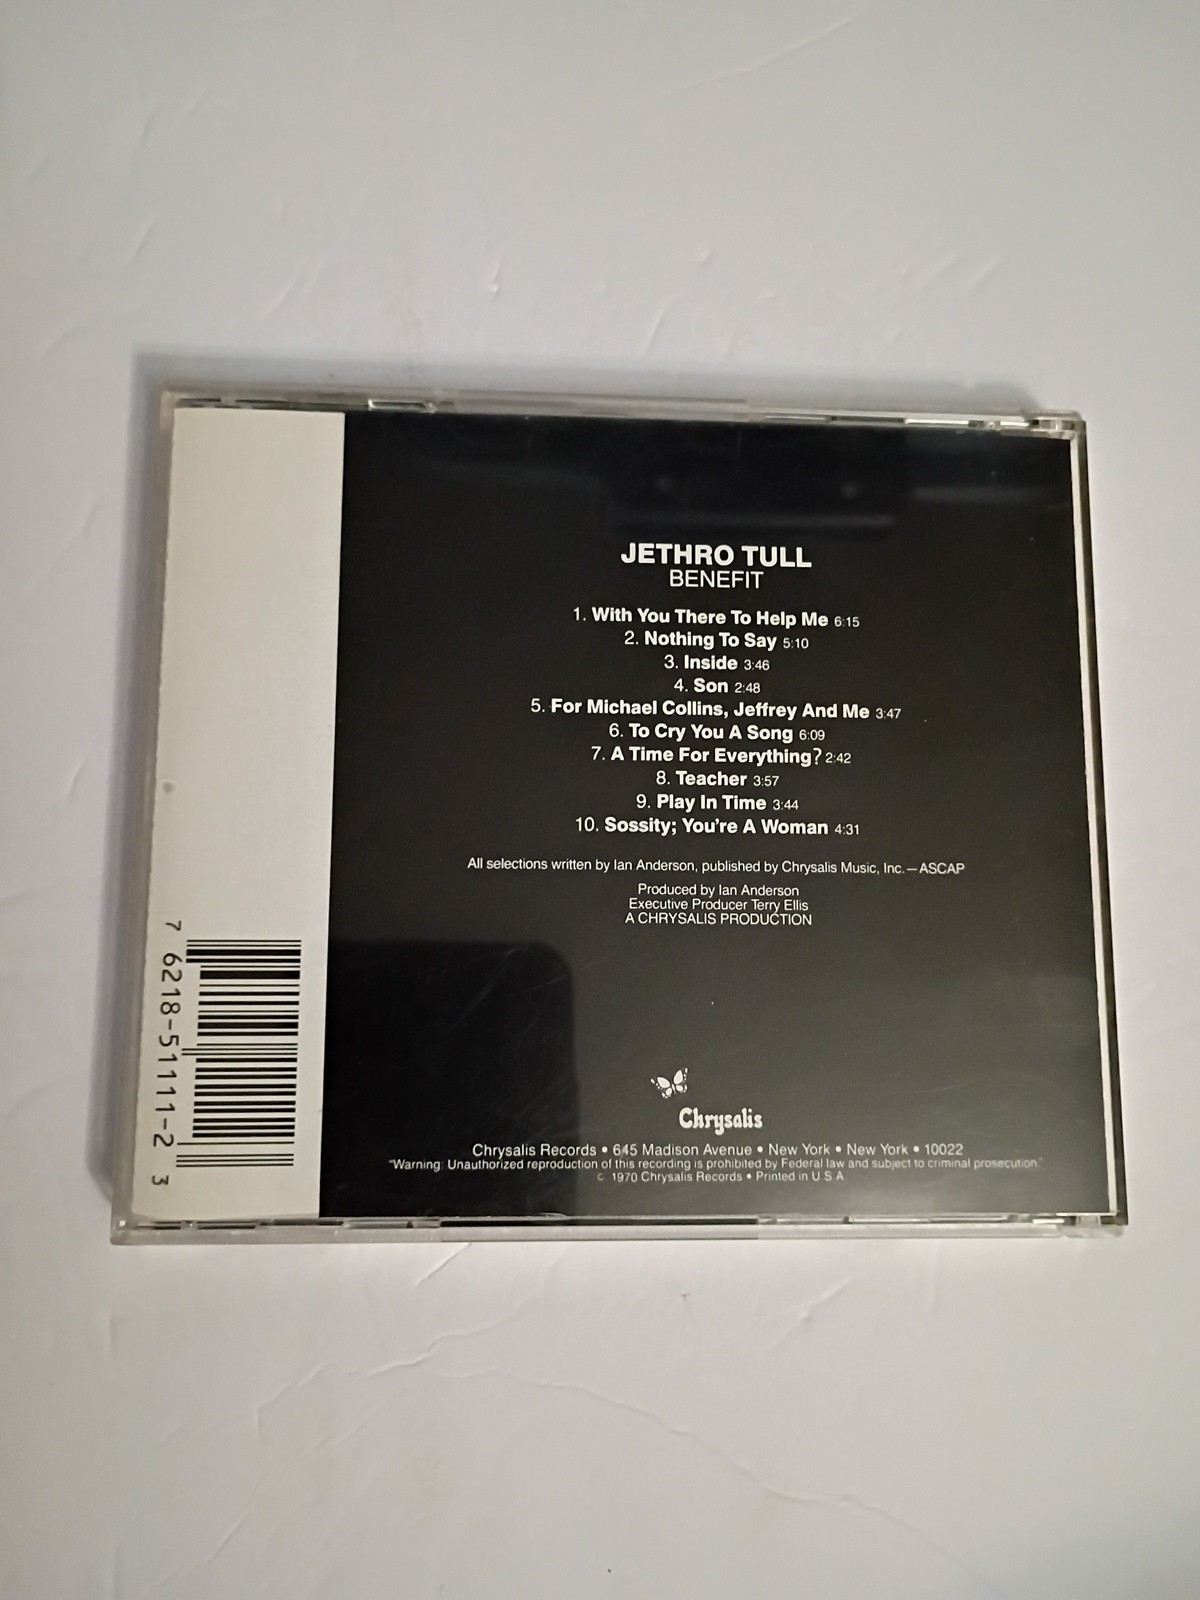 JETHRO TULL
BENEFIT
1. With You There To Help Me 6:15
2. Nothing To Say 5:10
3. Inside 3:46
4. Son 2:48
5. For Michael Collins, Jeffrey And Me 3:47
6. To Cry You A Song 6:09
7. A Time For Everything? 2:42
8. Teacher 3:57
9. Play In Time 3:44
10. Sossity; You're A Woman 4:31
All selections written by Ian Anderson, published by Chrysalis Music, Inc.—ASCAP
Produced by Ian Anderson
Executive Producer Terry Ellis
A CHRYSALIS PRODUCTION
Chrysalis
Chrysalis Records • 645 Madison Avenue • New York • New York • 10022
"Warning: Unauthorized reproduction of this recording is prohibited by Federal law and subject to criminal prosecution."
c 1970 Chrysalis Records • Printed in U S A
7 6218-51111-2 3